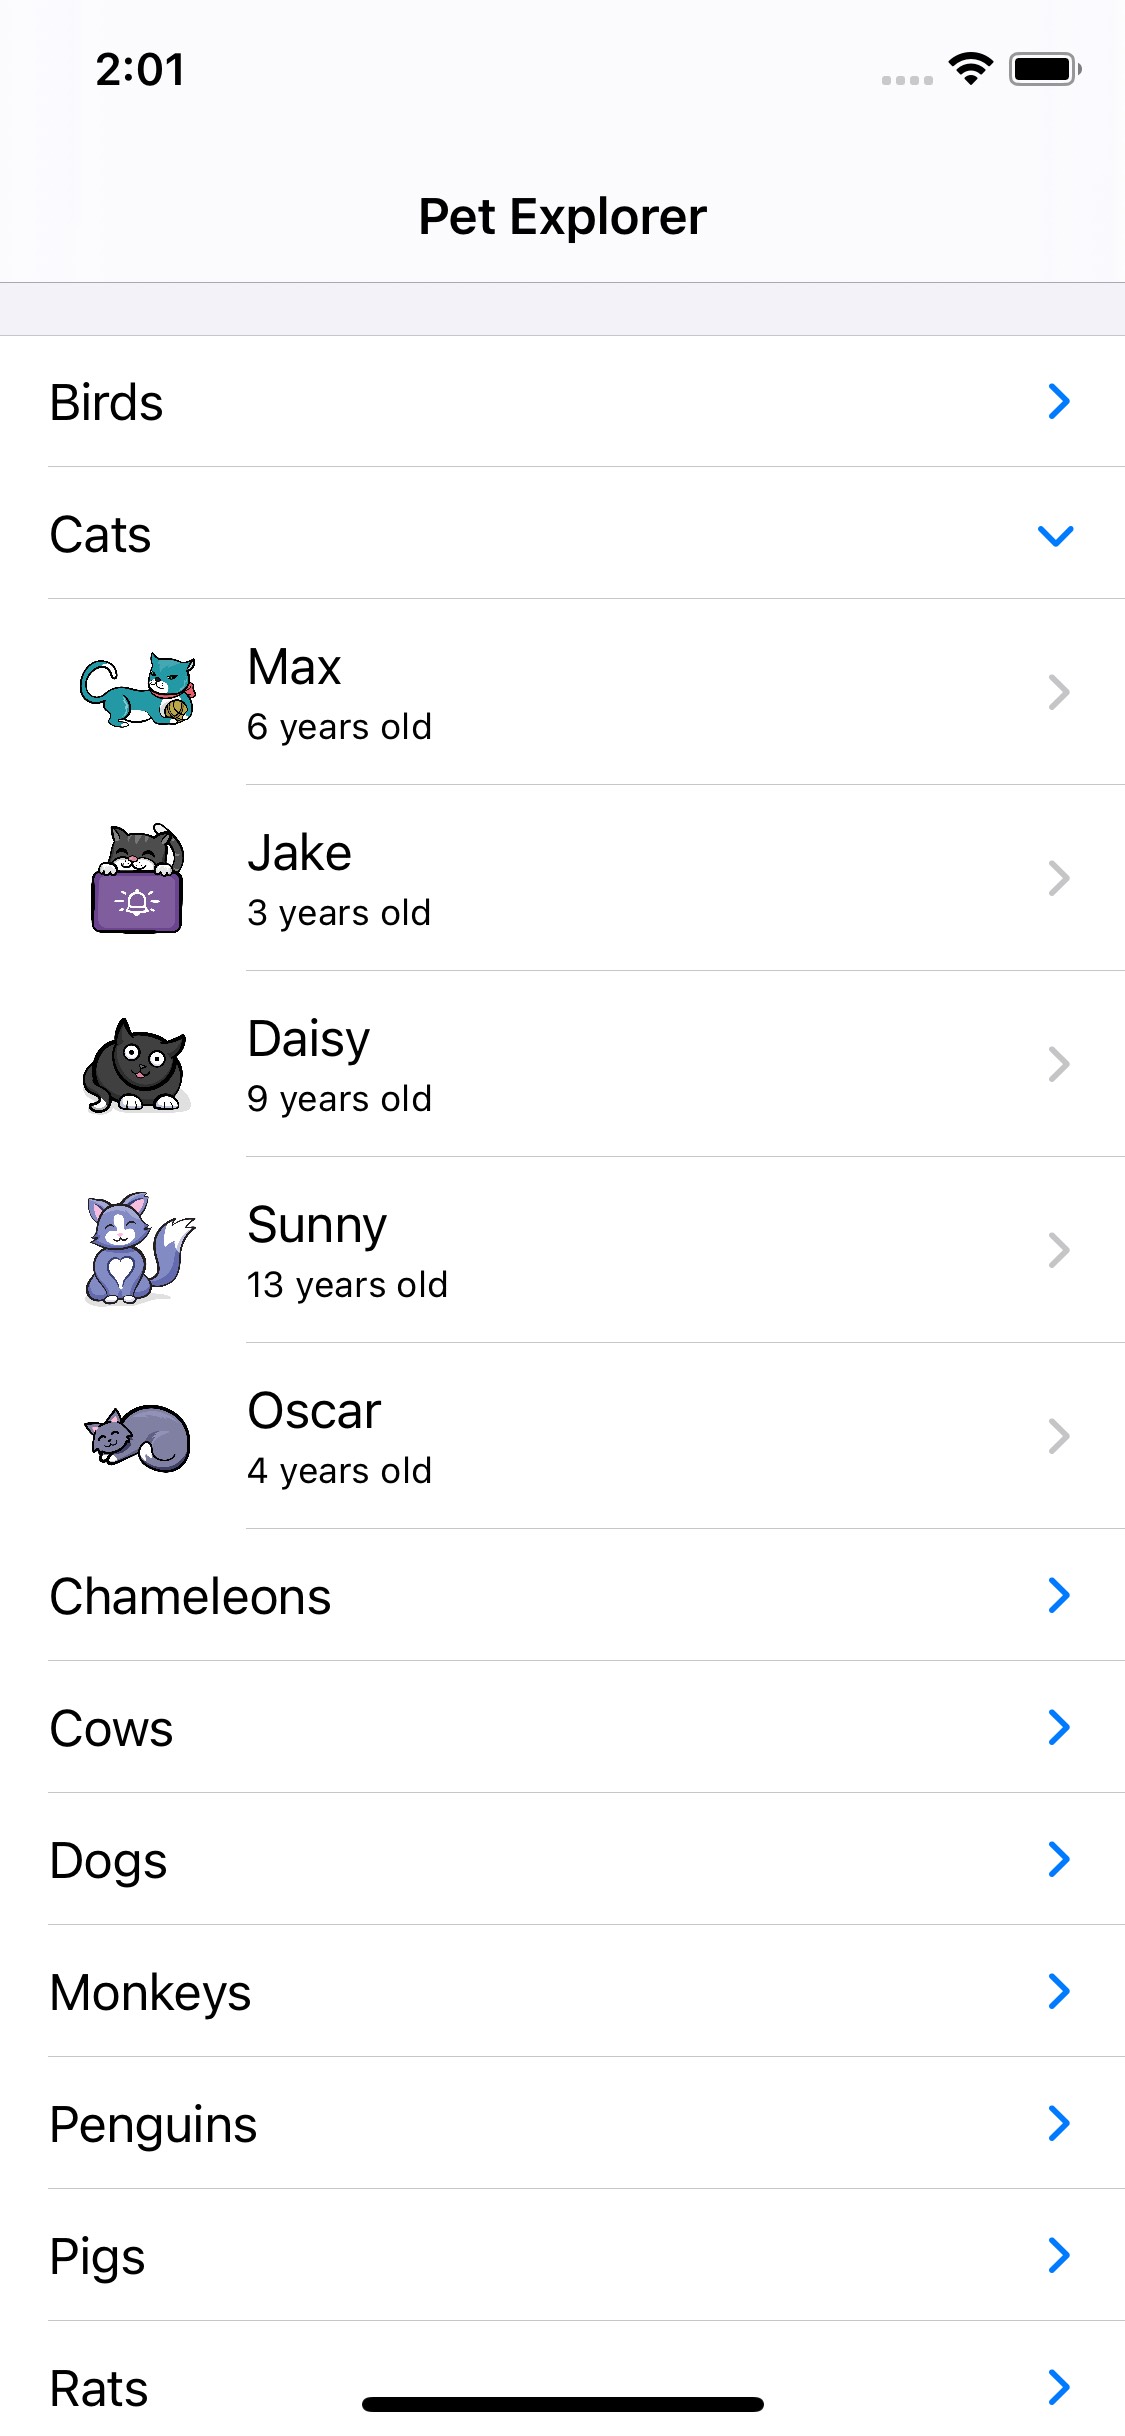 2:01
Pet Explorer
Birds
Cats
Max
6 years old
Jake
3 years old
Daisy
9 years old
Sunny
13 years old
Oscar
4 years old
Chameleons
Cows
Dogs
Monkeys
Penguins
Pigs
Rats